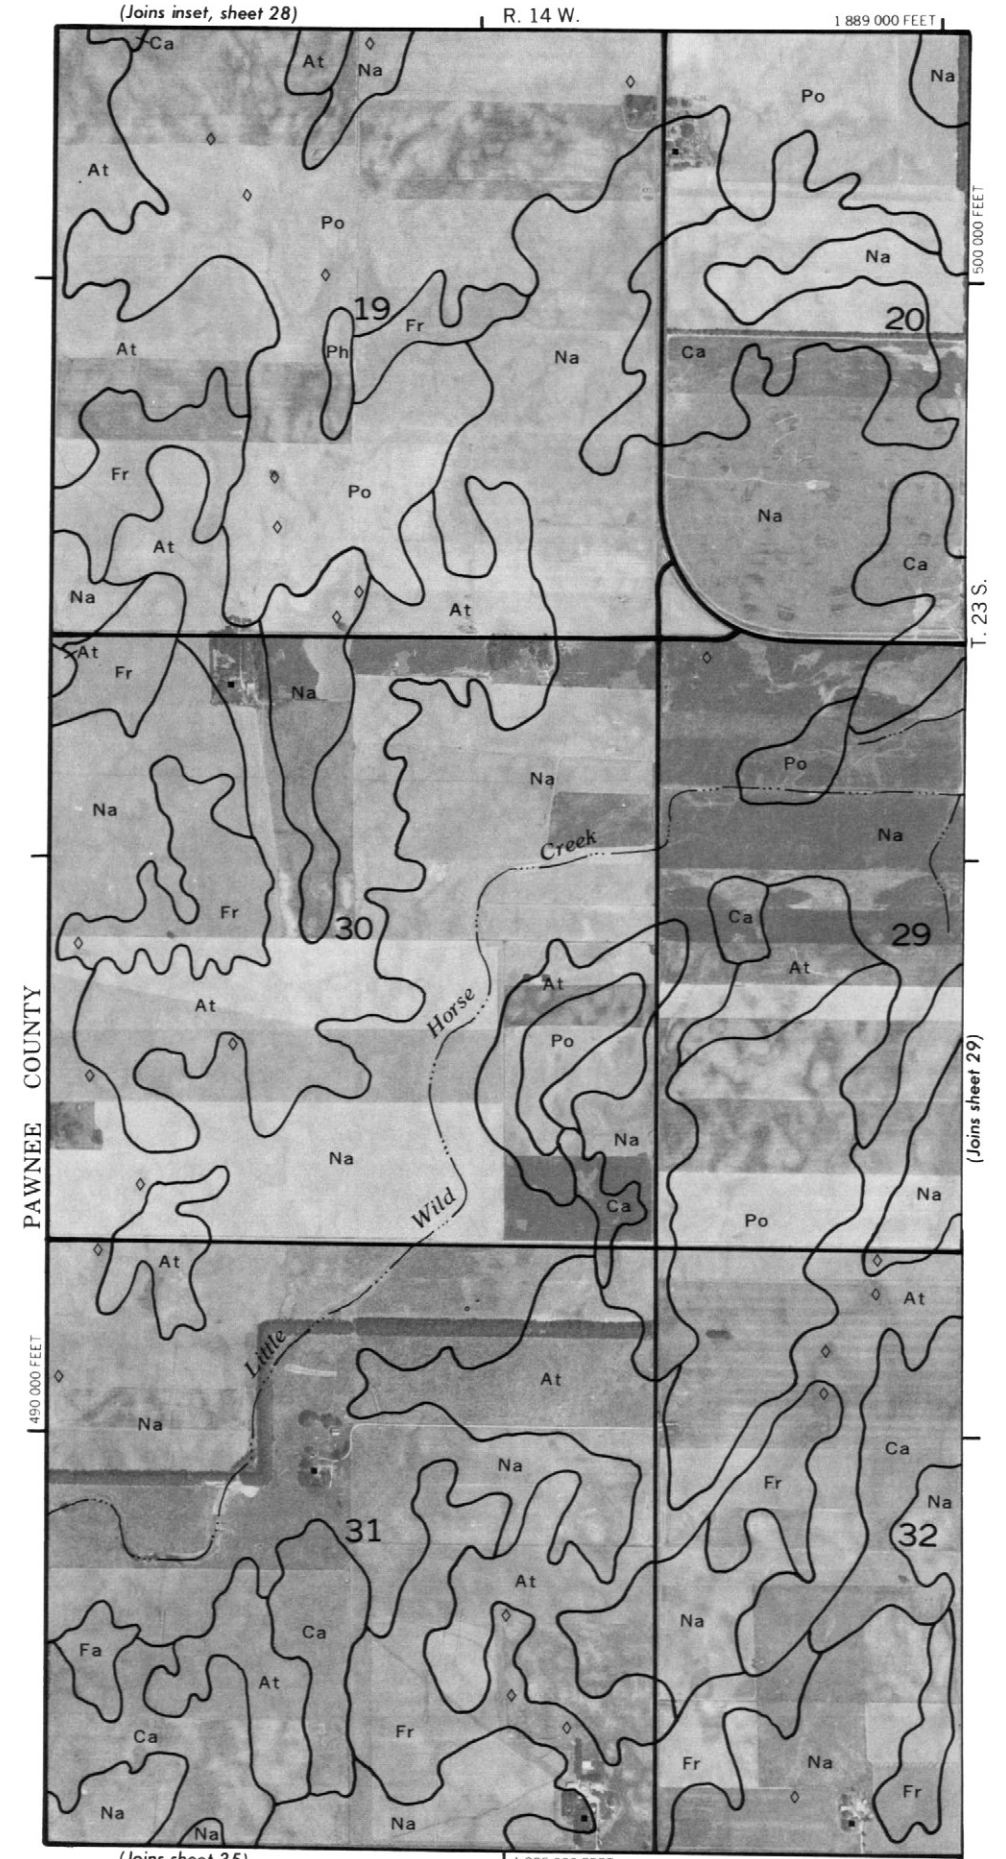 (Joins inset, sheet 28)
R. 14 W.
1 889 000 FEET
Ca
At
Na
Na
Po
At
Po
500 000 FEET
Po
Na
19
Fr
20
At
Ph
Na
Ca
Fr
Po
Na
At
Ca
Na
At
T. 23 S.
At
Fr
Na
Po
Na
Na
Na
Creek
Fr
Ca
30
29
At
At
At
Horse
Po
PAWNEE COUNTY
(Joins sheet 29)
Na
Na
Na
Ca
Wild
Po
At
At
Little
At
490 000 FEET
Na
Ca
Na
Fr
Na
31
32
At
Na
Ca
Fa
At
Fr
Ca
Fr
Na
Fr
Na
Na
Na
(Joins sheet 35)